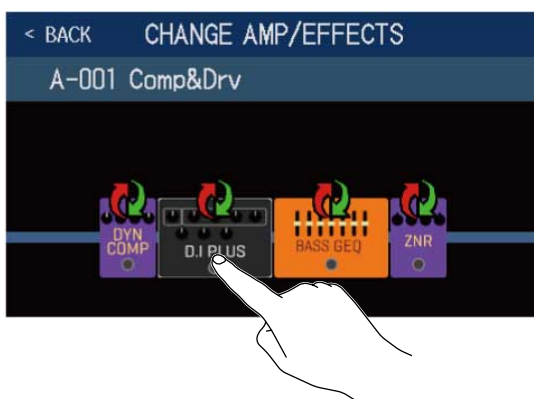 < BACK CHANGE AMP/EFFECTS
A-001 Comp&Drv
DYN
COMP
D.I PLUS
BASS GEQ
ZNR